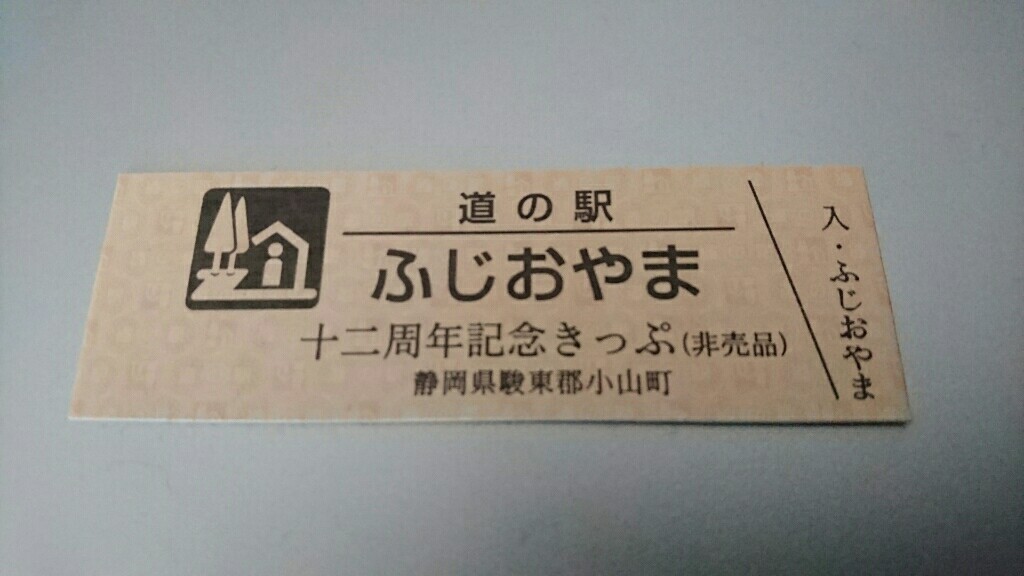 道の駅
ふじおやま
十二周年記念きっぷ(非売品)
静岡県駿東郡小山町
入・ふじおやま